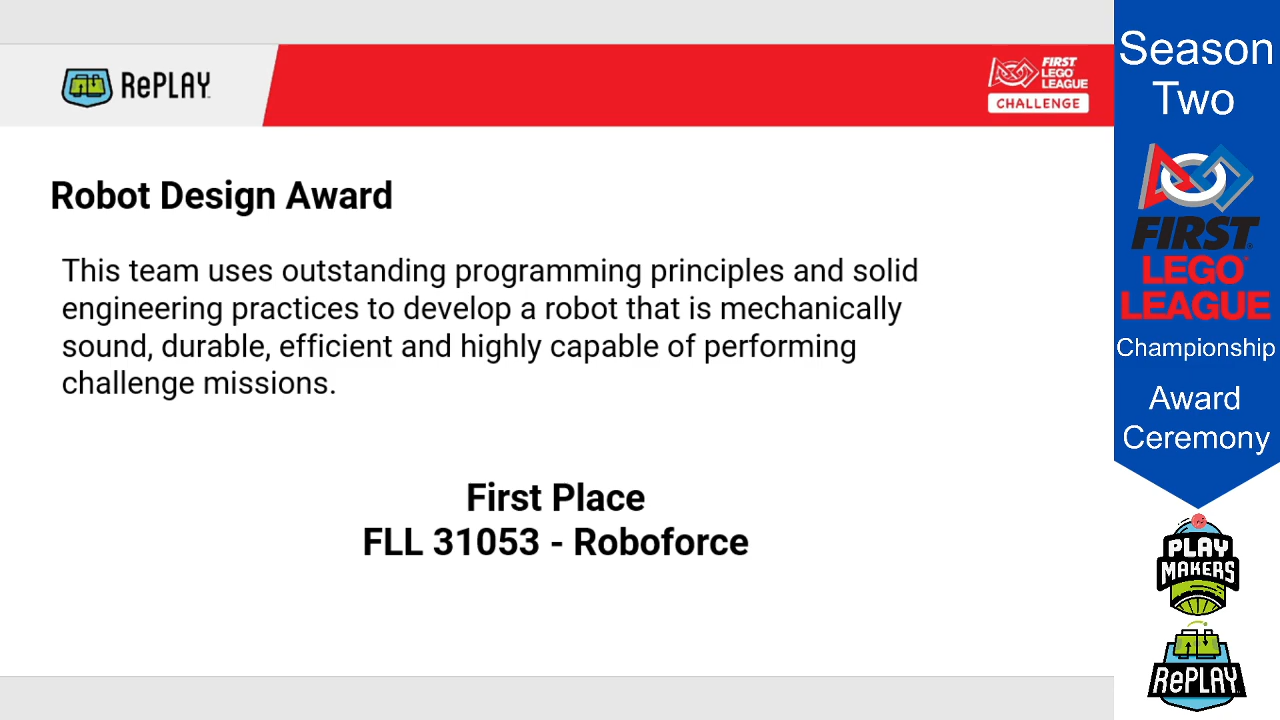 RePLAY
FIRST
LEGO
LEAGUE
CHALLENGE
Robot Design Award
This team uses outstanding programming principles and solid
engineering practices to develop a robot that is mechanically
sound, durable, efficient and highly capable of performing
challenge missions.
First Place
FLL 31053 - Roboforce
Season
Two
FIRST
LEGO
LEAGUE
Championship
Award
Ceremony
PLAY
MAKERS
RePLAY